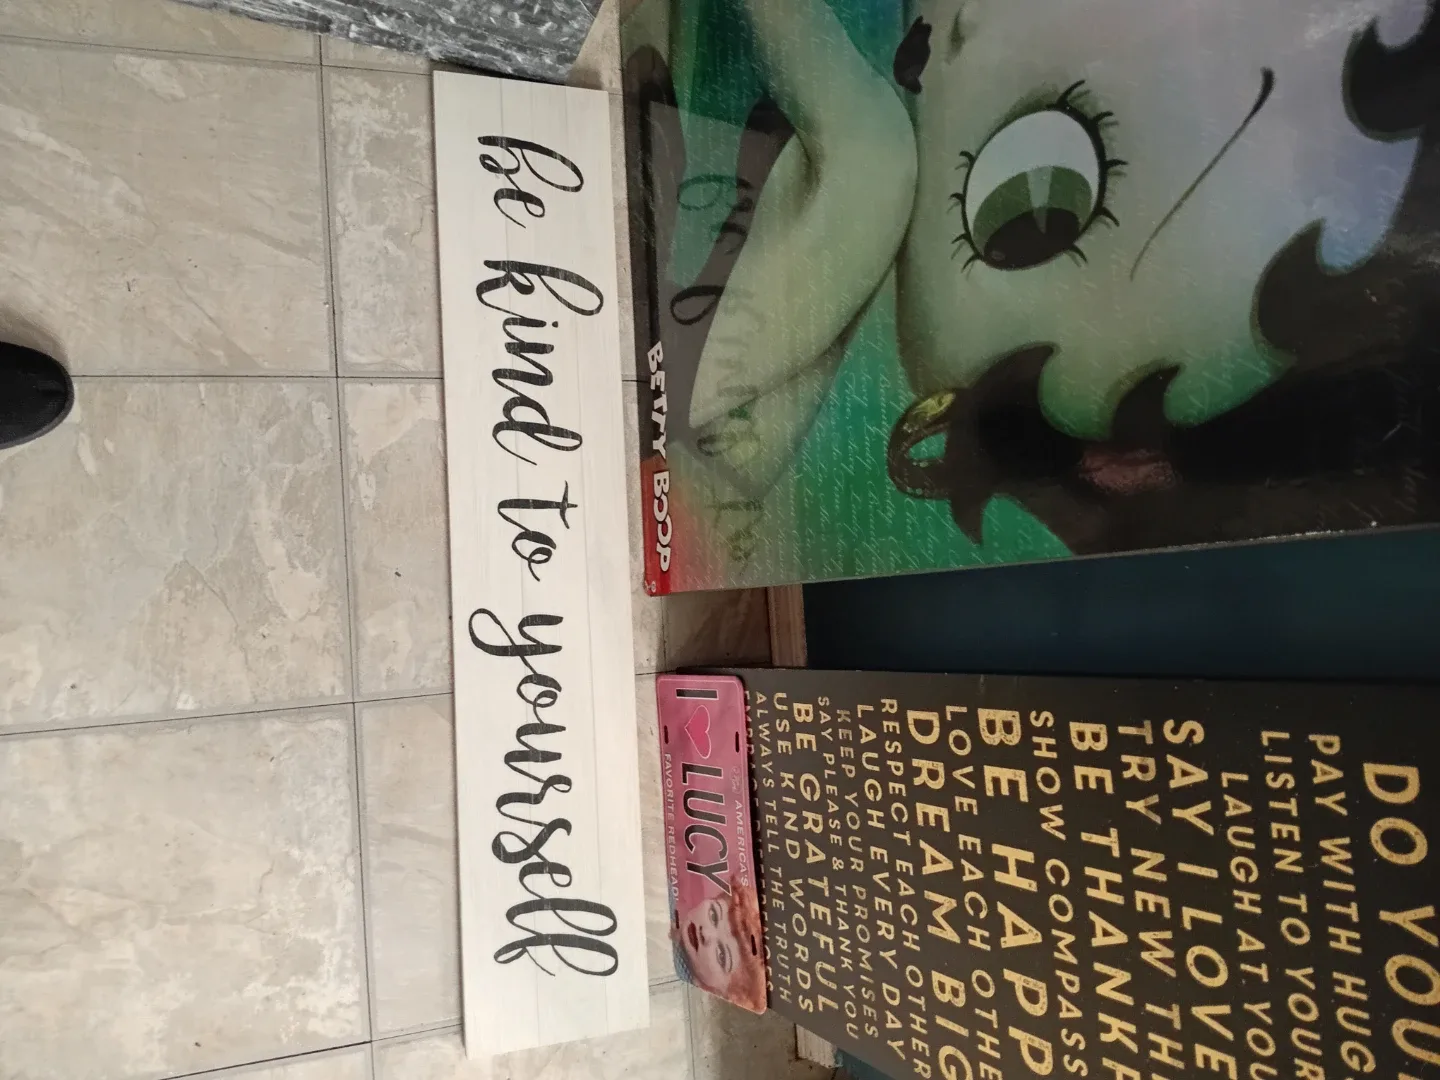 be kind to yourself
BETTY BOOP
I ♥ LUCY
AMERICA'S
FAVORITE REDHEAD!
DO YOU
PAY WITH HUG
LISTEN TO YOUR
LAUGH AT YOU
SAY I LOVE
TRY NEW TH
BE THANKF
SHOW COMPASS
BE HAPP
LOVE EACH OTHE
DREAM BIG
RESPECT EACH OTHER
LAUGH EVERY DAY
KEEP YOUR PROMISES
SAY PLEASE & THANK YOU
BE GRATEFUL
USE KIND WORDS
ALWAYS TELL THE TRUTH